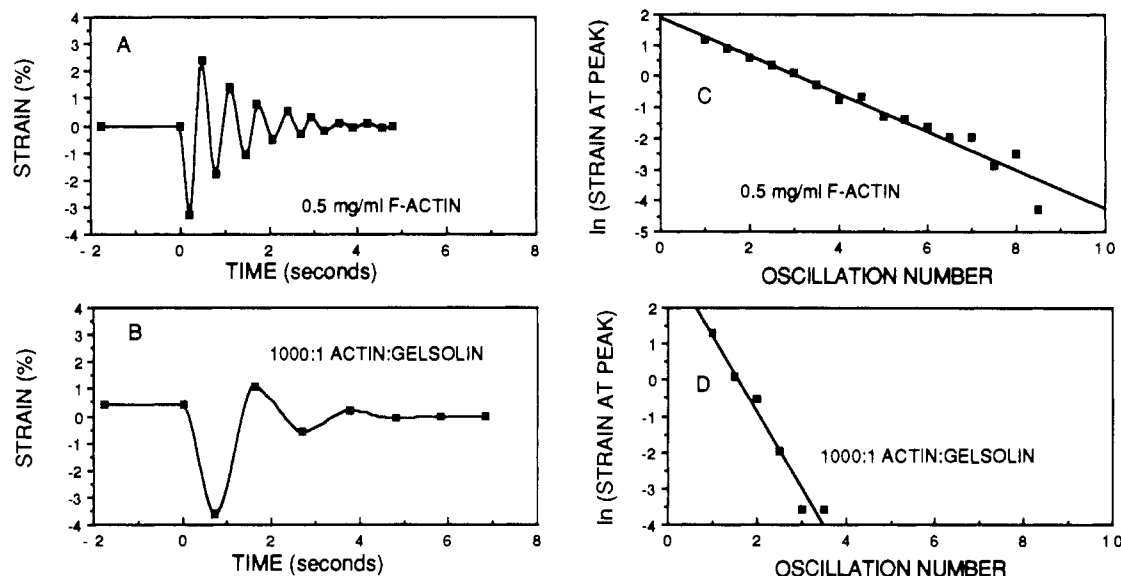 A
STRAIN (%)
4
3
2
1
0
-1
-2
-3
-4
0.5 mg/ml F-ACTIN
-2 0 2 4 6 8
TIME (seconds)
C
ln (STRAIN AT PEAK)
2
1
0
-1
-2
-3
-4
-5
0.5 mg/ml F-ACTIN
0 2 4 6 8 10
OSCILLATION NUMBER
B
STRAIN (%)
4
3
2
1
0
-1
-2
-3
-4
1000:1 ACTIN:GELSOLIN
-2 0 2 4 6 8
TIME (seconds)
D
ln (STRAIN AT PEAK)
2
1
0
-1
-2
-3
-4
1000:1 ACTIN:GELSOLIN
0 2 4 6 8 10
OSCILLATION NUMBER